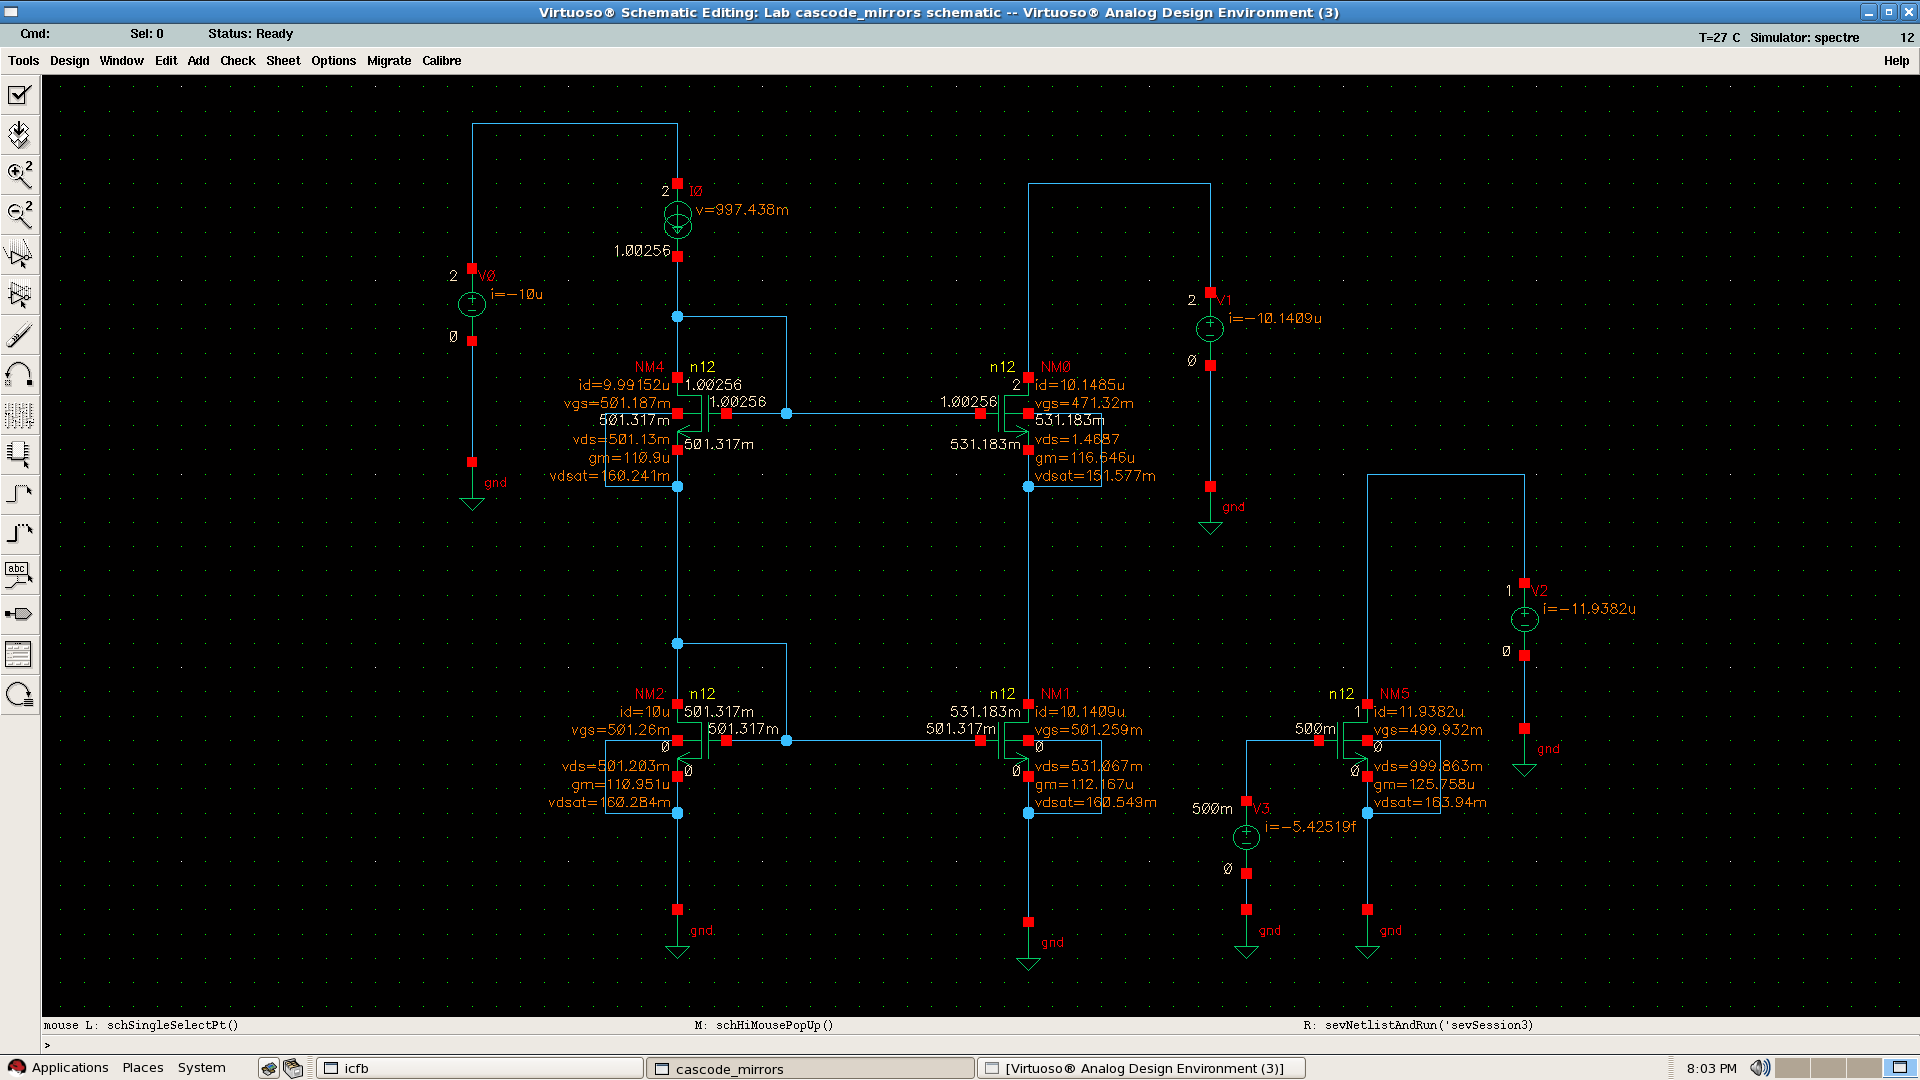 Virtuoso® Schematic Editing: Lab cascode_mirrors schematic -- Virtuoso® Analog Design Environment (3)
Cmd: Sel: 0 Status: Ready T=27 C Simulator: spectre 12
Tools Design Window Edit Add Check Sheet Options Migrate Calibre Help
2 I0
v=997.438m
1.00256
2 V0
i=-10u
0
gnd
2 V1
i=-10.1409u
0
gnd
NM4 n12
id=9.99152u 1.00256
vgs=501.187m 1.00256
501.317m
vds=501.13m 501.317m
gm=110.9u
vdsat=160.241m
n12 NM0
2 id=10.1485u
1.00256 vgs=471.32m
531.183m
531.183m vds=1.4687
gm=116.646u
vdsat=151.577m
1 V2
i=-11.9382u
0
gnd
NM2 n12
id=10u 501.317m
vgs=501.26m 501.317m
0
vds=501.203m 0
gm=110.951u
vdsat=160.284m
gnd
n12 NM1
531.183m id=10.1409u
501.317m vgs=501.259m
0
0 vds=531.067m
gm=112.167u
vdsat=160.549m
gnd
n12 NM5
1 id=11.9382u
500m vgs=499.932m
0
0 vds=999.863m
gm=125.758u
vdsat=163.94m
gnd
500m V3
i=-5.42519f
0
gnd
mouse L: schSingleSelectPt() M: schHiMousePopUp() R: sevNetlistAndRun('sevSession3)
>
Applications Places System icfb cascode_mirrors [Virtuoso® Analog Design Environment (3)] 8:03 PM
2
2
abc